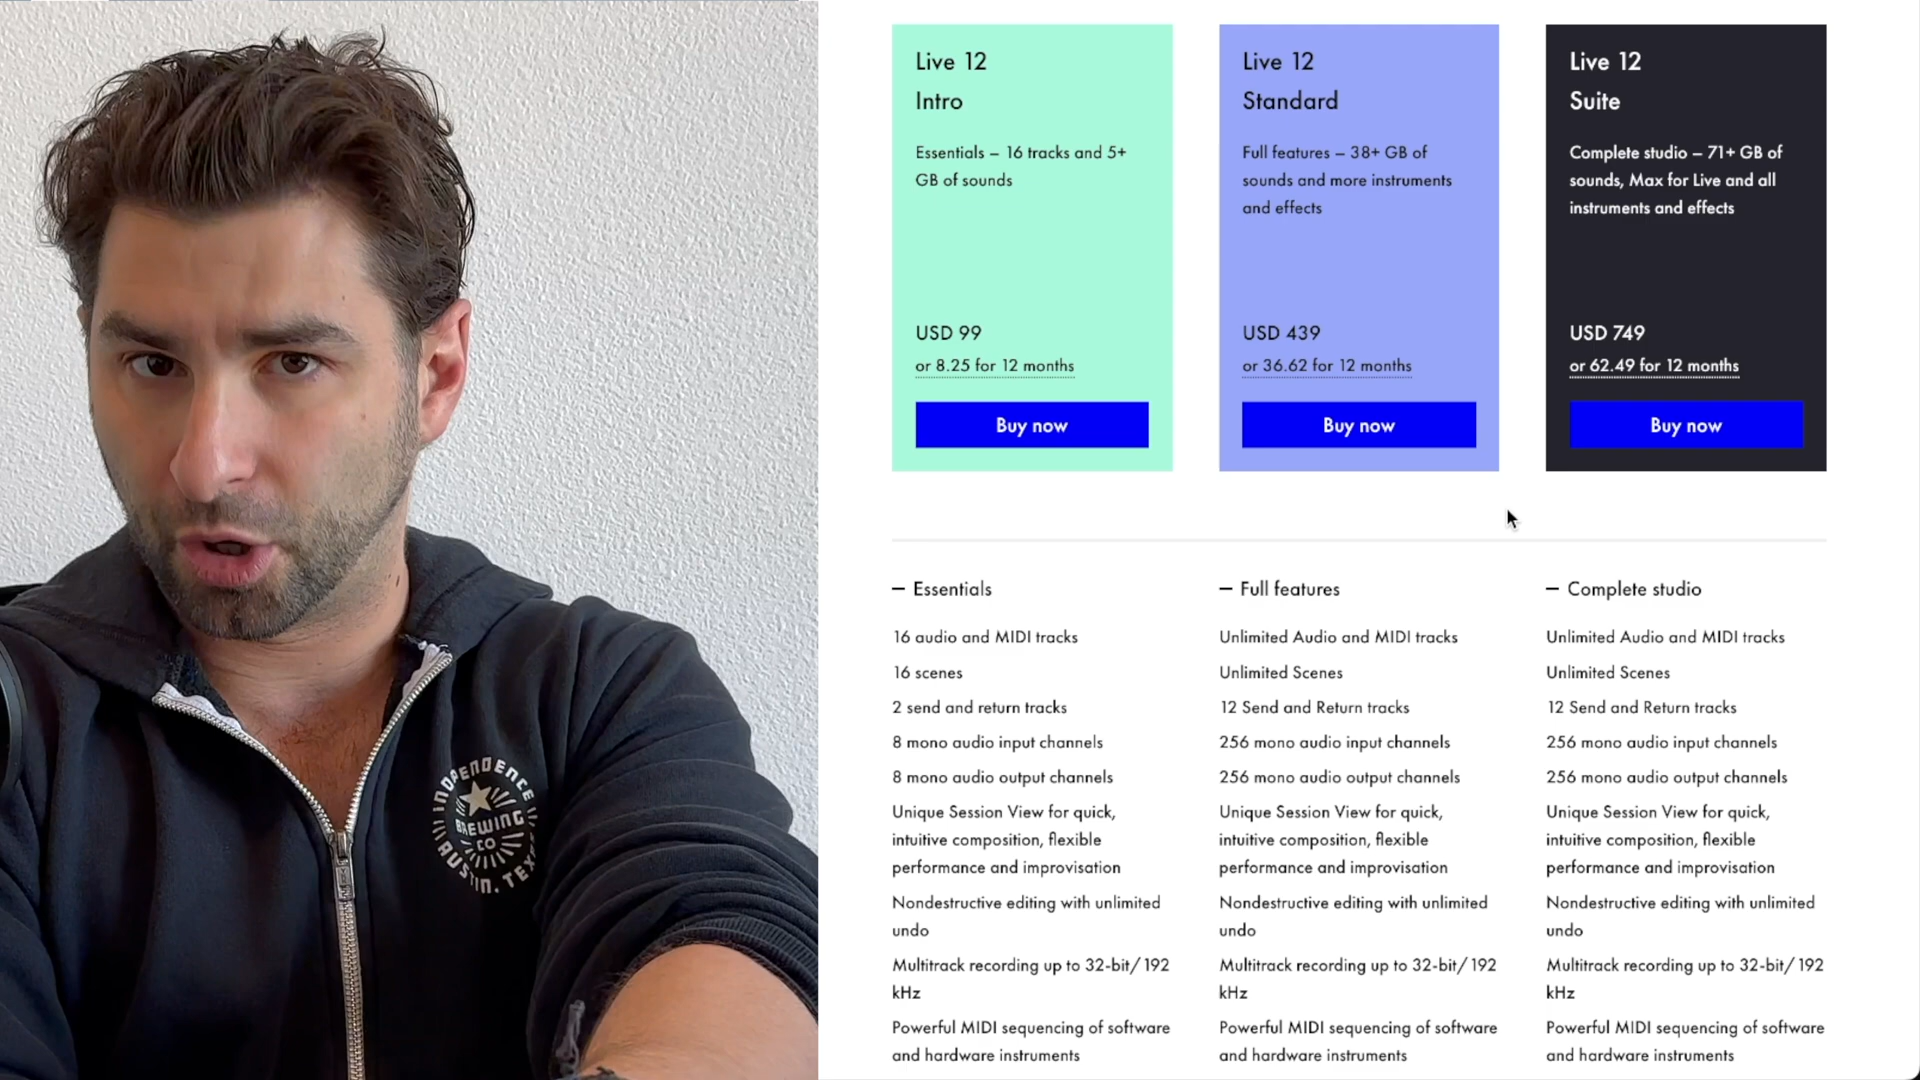 INDEPENDENCE
BREWING
CO
AUSTIN, TEX
Live 12
Intro
Essentials – 16 tracks and 5+
GB of sounds
USD 99
or 8.25 for 12 months
Buy now
Live 12
Standard
Full features – 38+ GB of
sounds and more instruments
and effects
USD 439
or 36.62 for 12 months
Buy now
Live 12
Suite
Complete studio – 71+ GB of
sounds, Max for Live and all
instruments and effects
USD 749
or 62.49 for 12 months
Buy now
– Essentials
16 audio and MIDI tracks
16 scenes
2 send and return tracks
8 mono audio input channels
8 mono audio output channels
Unique Session View for quick,
intuitive composition, flexible
performance and improvisation
Nondestructive editing with unlimited
undo
Multitrack recording up to 32-bit/192
kHz
Powerful MIDI sequencing of software
and hardware instruments
– Full features
Unlimited Audio and MIDI tracks
Unlimited Scenes
12 Send and Return tracks
256 mono audio input channels
256 mono audio output channels
Unique Session View for quick,
intuitive composition, flexible
performance and improvisation
Nondestructive editing with unlimited
undo
Multitrack recording up to 32-bit/192
kHz
Powerful MIDI sequencing of software
and hardware instruments
– Complete studio
Unlimited Audio and MIDI tracks
Unlimited Scenes
12 Send and Return tracks
256 mono audio input channels
256 mono audio output channels
Unique Session View for quick,
intuitive composition, flexible
performance and improvisation
Nondestructive editing with unlimited
undo
Multitrack recording up to 32-bit/192
kHz
Powerful MIDI sequencing of software
and hardware instruments